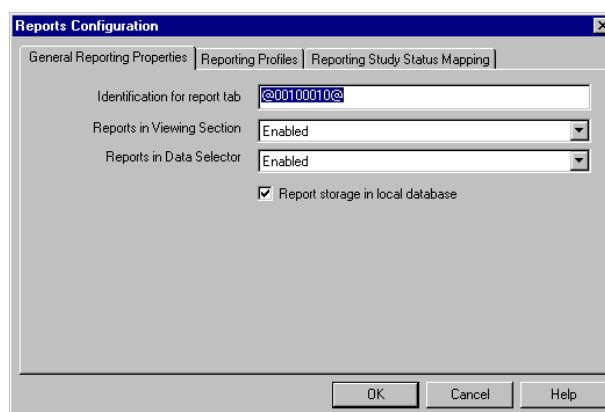 Reports Configuration
General Reporting Properties Reporting Profiles Reporting Study Status Mapping
Identification for report tab @00100010@
Reports in Viewing Section Enabled
Reports in Data Selector Enabled
Report storage in local database
OK Cancel Help